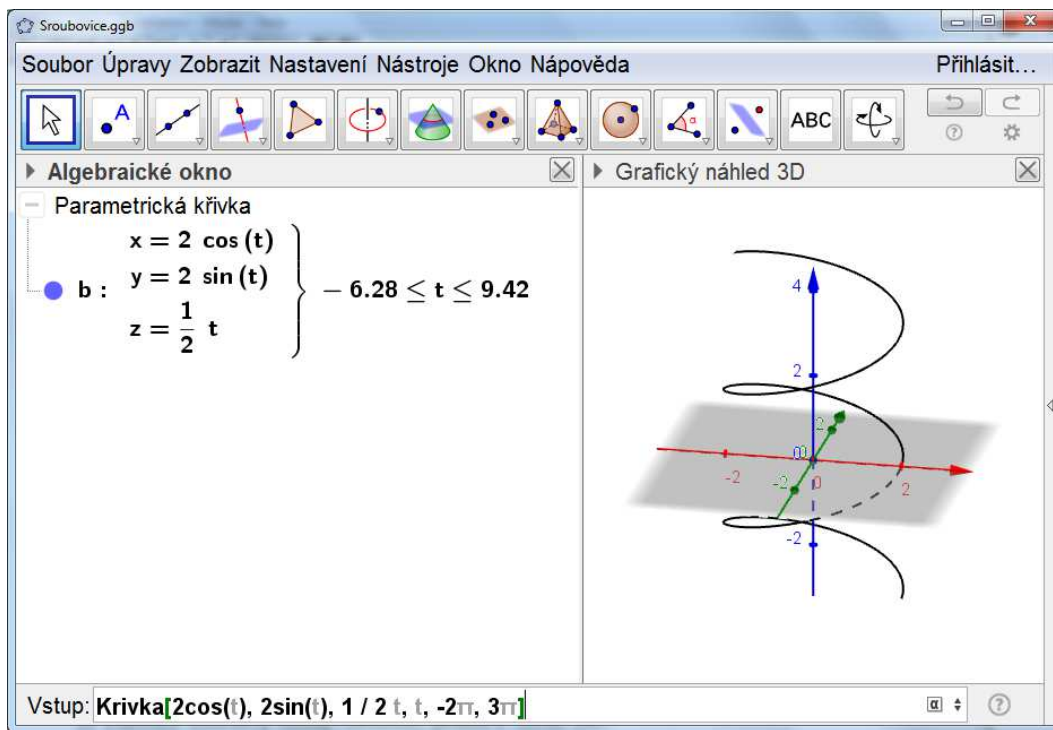 Sroubovice.ggb
Soubor Úpravy Zobrazit Nastavení Nástroje Okno Nápověda Přihlásit...
A α ABC
Algebraické okno
Parametrická křivka
x = 2 cos (t)
b : y = 2 sin (t) } − 6.28 ≤ t ≤ 9.42
z = 1/2 t
Grafický náhled 3D
4
2
2
0 0
-2 -2 0 2
-2
Vstup: Krivka[2cos(t), 2sin(t), 1 / 2 t, t, -2π, 3π] α